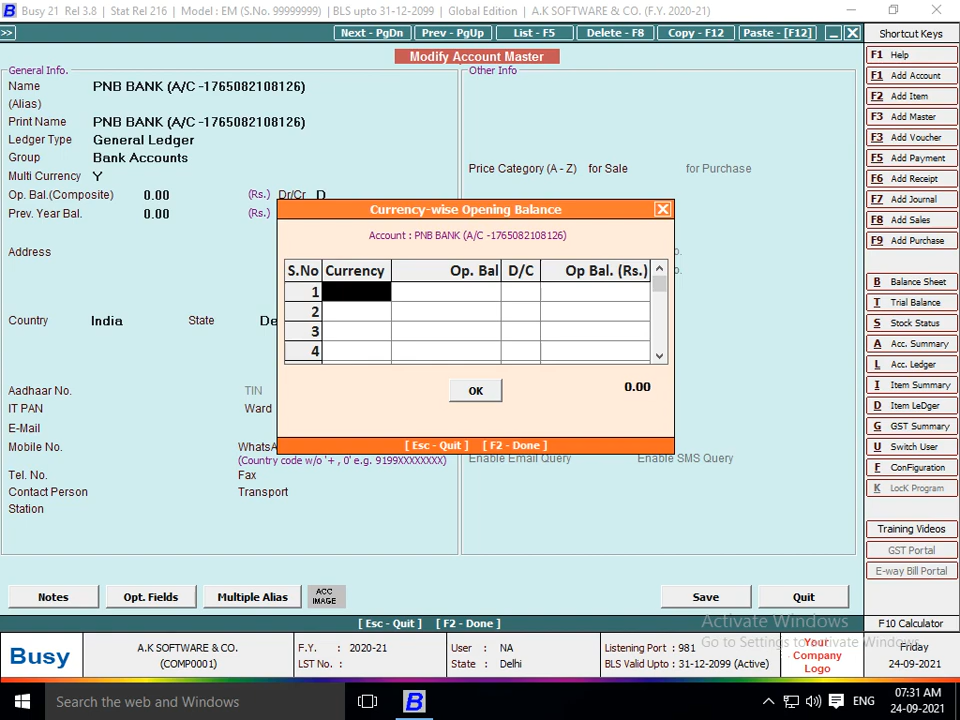 Busy 21 Rel 3.8 | Stat Rel 216 | Model : EM (S.No. 99999999) | BLS upto 31-12-2099 | Global Edition | A.K SOFTWARE & CO. (F.Y. 2020-21)
>> Next - PgDn Prev - PgUp List - F5 Delete - F8 Copy - F12 Paste - [F12]
Modify Account Master
General Info.
Name PNB BANK (A/C -1765082108126)
(Alias)
Print Name PNB BANK (A/C -1765082108126)
Ledger Type General Ledger
Group Bank Accounts
Multi Currency Y
Op. Bal.(Composite) 0.00 (Rs.) Dr/Cr D
Prev. Year Bal. 0.00 (Rs.)
Address
Country India State De
Aadhaar No. TIN
IT PAN Ward
E-Mail
Mobile No. WhatsA
(Country code w/o '+ , 0' e.g. 9199XXXXXXXX)
Tel. No. Fax
Contact Person Transport
Station
Other Info
Price Category (A - Z) for Sale for Purchase
Enable Email Query Enable SMS Query
Currency-wise Opening Balance
Account : PNB BANK (A/C -1765082108126)
S.No Currency Op. Bal D/C Op Bal. (Rs.)
1
2
3
4
OK 0.00
[ Esc - Quit ] [ F2 - Done ]
Notes Opt. Fields Multiple Alias ACC IMAGE Save Quit
[ Esc - Quit ] [ F2 - Done ]
Shortcut Keys
F1 Help
F1 Add Account
F2 Add Item
F3 Add Master
F3 Add Voucher
F5 Add Payment
F6 Add Receipt
F7 Add Journal
F8 Add Sales
F9 Add Purchase
B Balance Sheet
T Trial Balance
S Stock Status
A Acc. Summary
L Acc. Ledger
I Item Summary
D Item LeDger
G GST Summary
U Switch User
F ConFiguration
K LocK Program
Training Videos
GST Portal
E-way Bill Portal
F10 Calculator
Activate Windows
Go to Settings to activate Windows.
Busy
A.K SOFTWARE & CO.
(COMP0001)
F.Y. : 2020-21
LST No. :
User : NA
State : Delhi
Listening Port : 981
BLS Valid Upto : 31-12-2099 (Active)
Your
Company
Logo
Friday
24-09-2021
Search the web and Windows
B
ENG
07:31 AM
24-09-2021